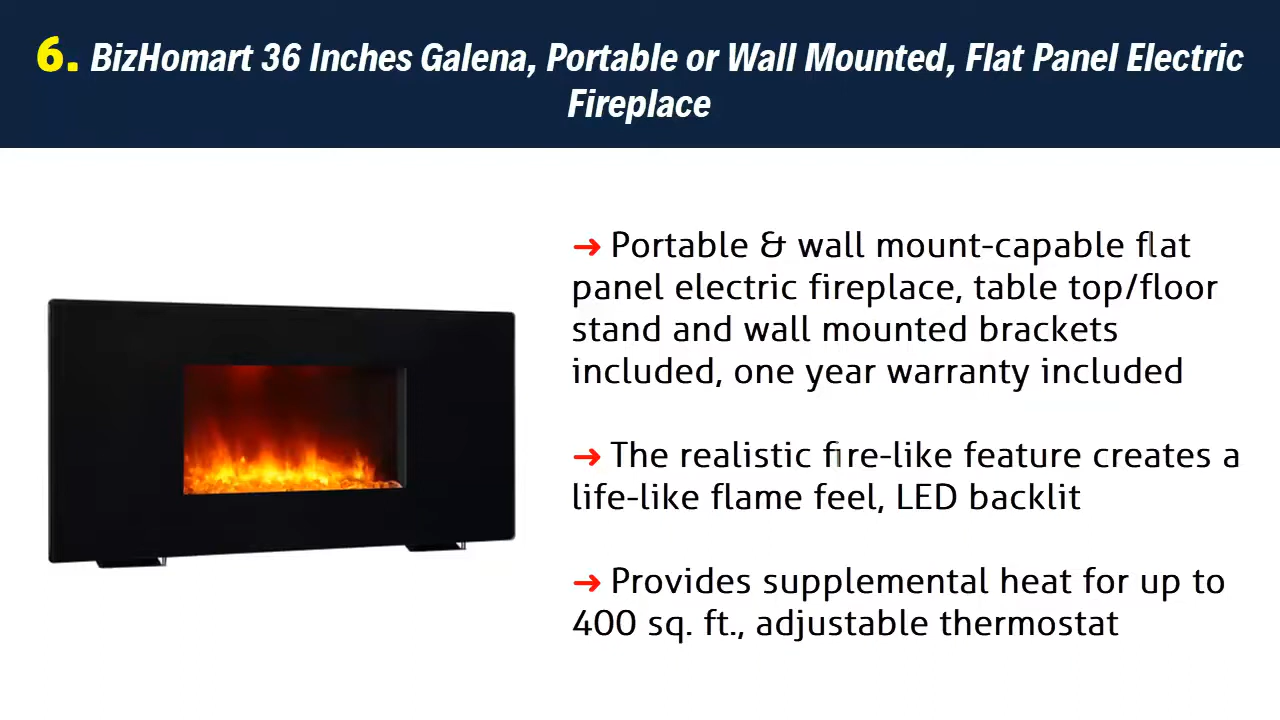 6. BizHomart 36 Inches Galena, Portable or Wall Mounted, Flat Panel Electric
Fireplace
➜ Portable & wall mount-capable flat
panel electric fireplace, table top/floor
stand and wall mounted brackets
included, one year warranty included
➜ The realistic fire-like feature creates a
life-like flame feel, LED backlit
➜ Provides supplemental heat for up to
400 sq. ft., adjustable thermostat